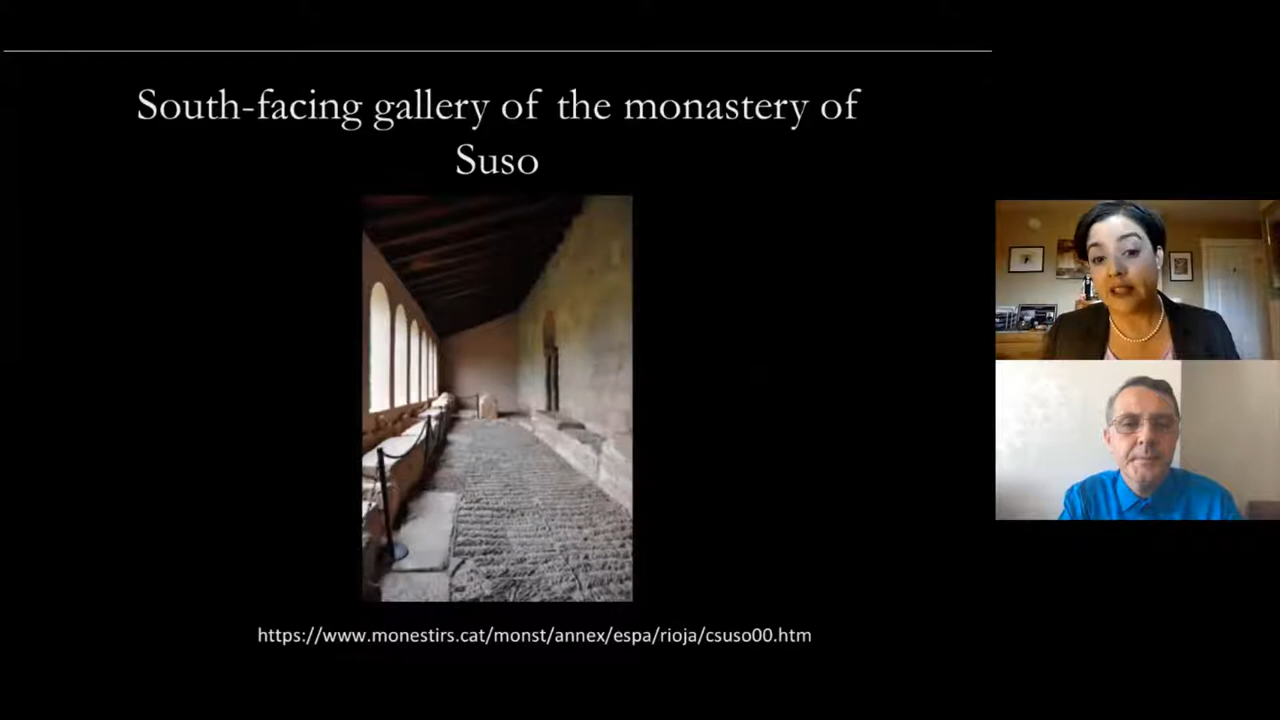 South-facing gallery of the monastery of
Suso
https://www.monestirs.cat/monst/annex/espa/rioja/csuso00.htm